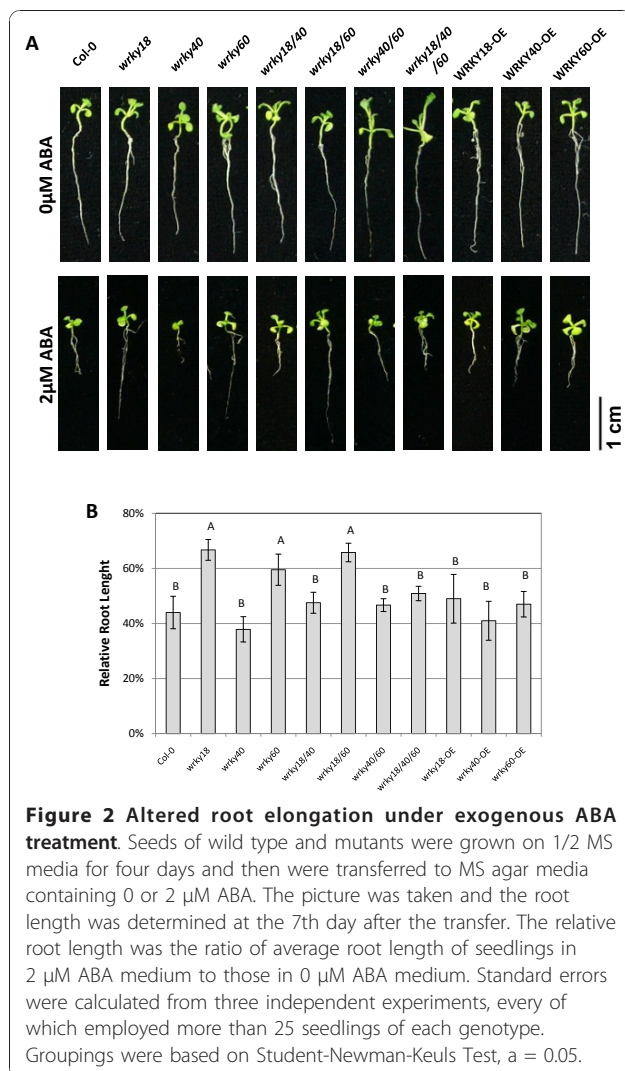 A
Col-0 wrky18 wrky40 wrky60 wrky18/40 wrky18/60 wrky40/60 wrky18/40
/60 WRKY18-OE WRKY40-OE WRKY60-OE
0μM ABA
2μM ABA
1 cm
B
80%
60%
40%
20%
0%
Relative Root Lenght
B A B A B A B B B B B
Col-0 wrky18 wrky40 wrky60 wrky18/40 wrky18/60 wrky40/60 wrky18/40/60 wrky18-OE wrky40-OE wrky60-OE
Figure 2 Altered root elongation under exogenous ABA
treatment. Seeds of wild type and mutants were grown on 1/2 MS
media for four days and then were transferred to MS agar media
containing 0 or 2 μM ABA. The picture was taken and the root
length was determined at the 7th day after the transfer. The relative
root length was the ratio of average root length of seedlings in
2 μM ABA medium to those in 0 μM ABA medium. Standard errors
were calculated from three independent experiments, every of
which employed more than 25 seedlings of each genotype.
Groupings were based on Student-Newman-Keuls Test, a = 0.05.